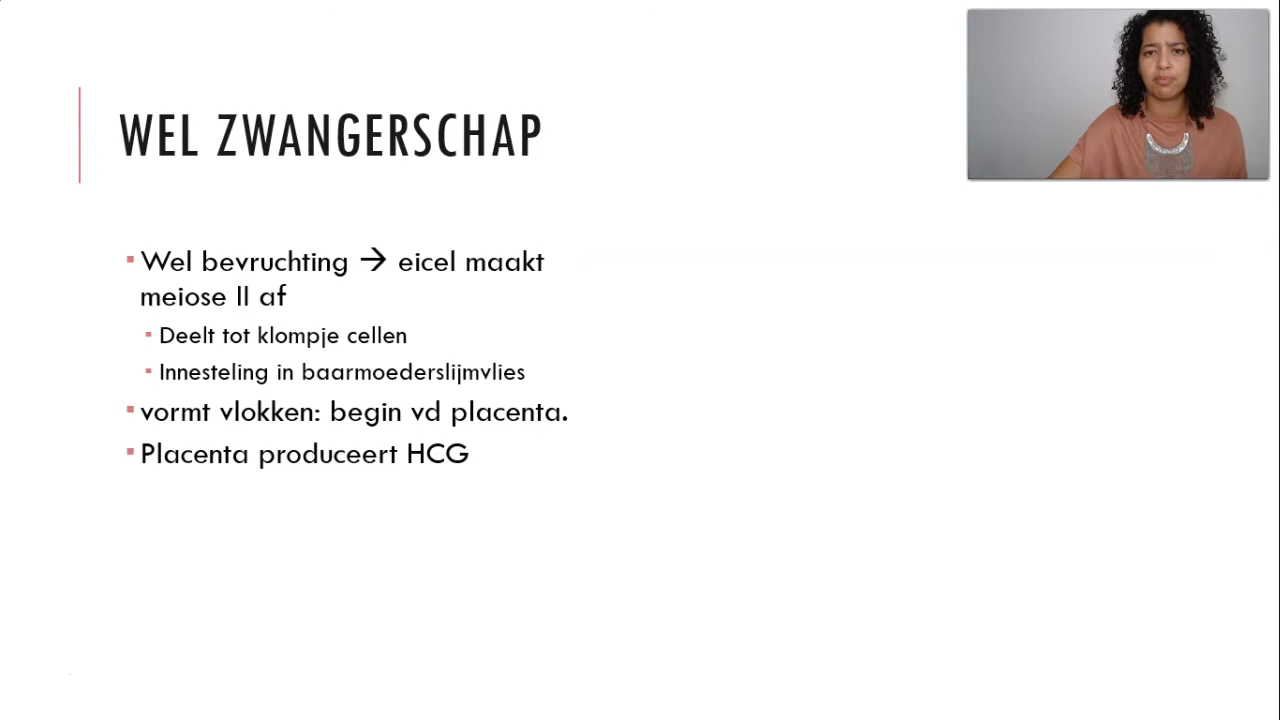 WEL ZWANGERSCHAP
Wel bevruchting → eicel maakt
meiose II af
Deelt tot klompje cellen
Innesteling in baarmoederslijmvlies
vormt vlokken: begin vd placenta.
Placenta produceert HCG